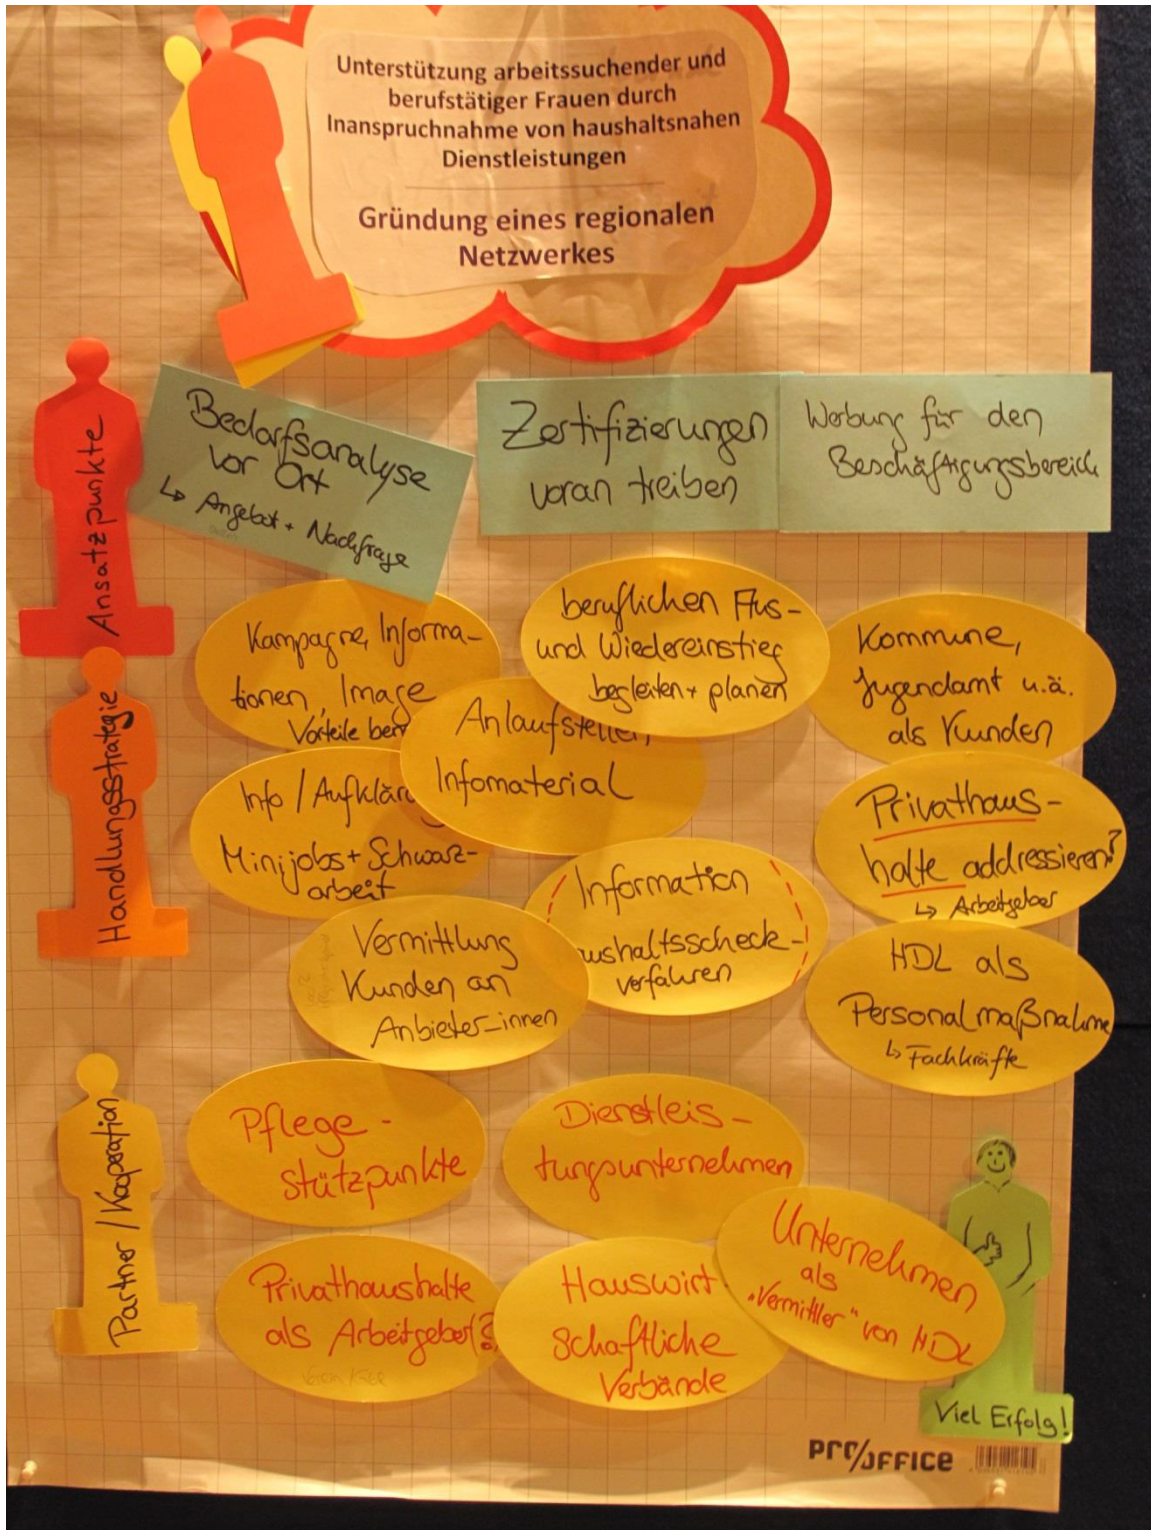 Unterstützung arbeitssuchender und
berufstätiger Frauen durch
Inanspruchnahme von haushaltsnahen
Dienstleistungen
Gründung eines regionalen
Netzwerkes
Ansatzpunkte
Bedarfsanalyse
vor Ort
↳ Angebot + Nachfrage
Zertifizierungen
voran treiben
Werbung für den
Beschäftigungsbereich
Handlungsstrategie
Kampagne, Informa-
tionen, Image
Vorteile
beruflichen Aus-
und Wiedereinstieg
begleiten + planen
Kommune,
Jugendamt u.ä.
als Kunden
Anlaufstellen,
Infomaterial
Info /
Minijobs + Schwarz-
arbeit
Privathaus-
halte addressieren?
↳ Arbeitgeber
Information
ushaltsscheck-
verfahren
Vermittlung
Kunden an
Anbieter_innen
HDL als
Personalmaßnahme
↳ Fachkräfte
Partner / Kooperation
Pflege-
stützpunkte
Dienstleis-
tungsunternehmen
Unternehmen
als
„Vermittler" von HDL
Privathaushalte
als Arbeitgeber(?
Hauswirt
schaftliche
Verbände
Viel Erfolg!
PRO/OFFICE